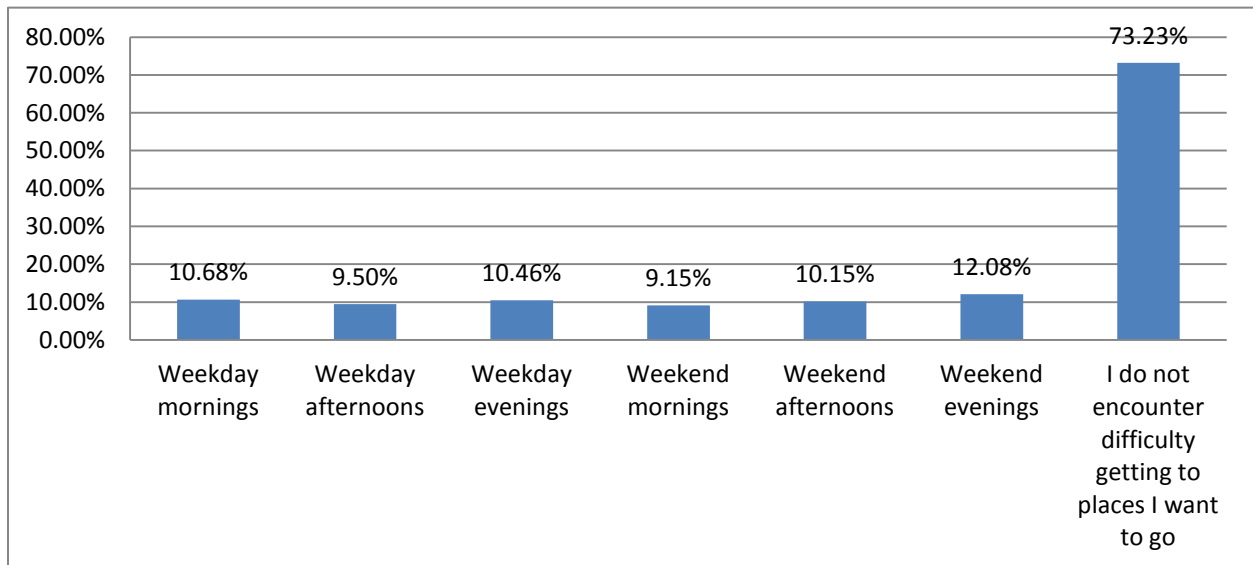 80.00%
70.00%
60.00%
50.00%
40.00%
30.00%
20.00%
10.00%
0.00%
10.68%
9.50%
10.46%
9.15%
10.15%
12.08%
73.23%
Weekday
mornings
Weekday
afternoons
Weekday
evenings
Weekend
mornings
Weekend
afternoons
Weekend
evenings
I do not
encounter
difficulty
getting to
places I want
to go